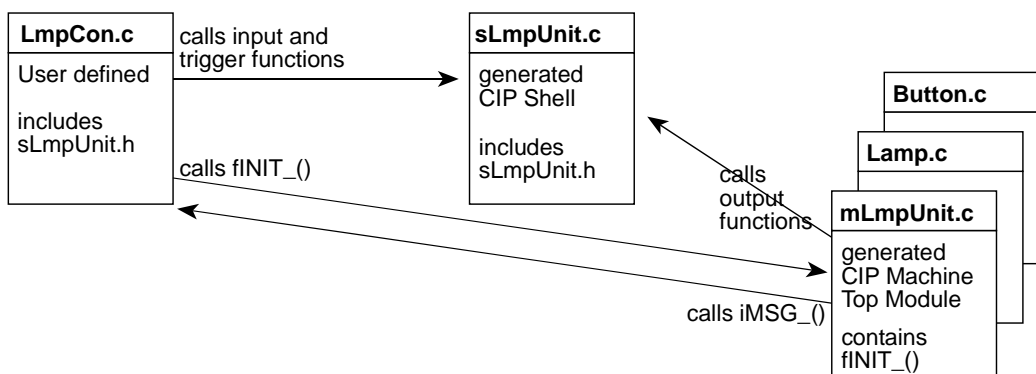 LmpCon.c
User defined
includes
sLmpUnit.h
calls input and
trigger functions
sLmpUnit.c
generated
CIP Shell
includes
sLmpUnit.h
calls fINIT_()
calls
output
functions
calls iMSG_()
Button.c
Lamp.c
mLmpUnit.c
generated
CIP Machine
Top Module
contains
fINIT_()